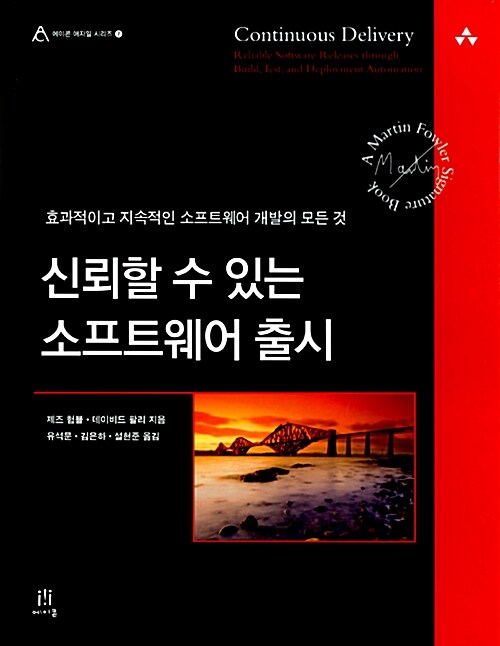 에이콘 애자일 시리즈 7
Continuous Delivery
Reliable Software Releases through
Build, Test, and Deployment Automation
A Martin Fowler Signature Book
Martin
효과적이고 지속적인 소프트웨어 개발의 모든 것
신뢰할 수 있는
소프트웨어 출시
제즈 험블 • 데이비드 팔리 지음
유석문 • 김은하 • 설현준 옮김
에이콘